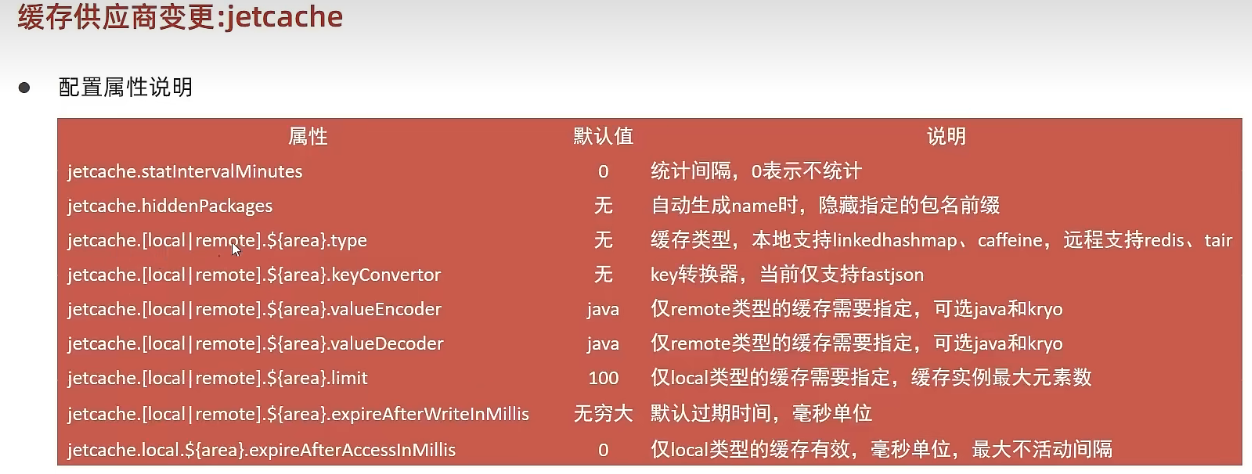 缓存供应商变更:jetcache
● 配置属性说明
属性 默认值 说明
jetcache.statIntervalMinutes 0 统计间隔，0表示不统计
jetcache.hiddenPackages 无 自动生成name时，隐藏指定的包名前缀
jetcache.[local|remote].${area}.type 无 缓存类型，本地支持linkedhashmap、caffeine，远程支持redis、tair
jetcache.[local|remote].${area}.keyConvertor 无 key转换器，当前仅支持fastjson
jetcache.[local|remote].${area}.valueEncoder java 仅remote类型的缓存需要指定，可选java和kryo
jetcache.[local|remote].${area}.valueDecoder java 仅remote类型的缓存需要指定，可选java和kryo
jetcache.[local|remote].${area}.limit 100 仅local类型的缓存需要指定，缓存实例最大元素数
jetcache.[local|remote].${area}.expireAfterWriteInMillis 无穷大 默认过期时间，毫秒单位
jetcache.local.${area}.expireAfterAccessInMillis 0 仅local类型的缓存有效，毫秒单位，最大不活动间隔